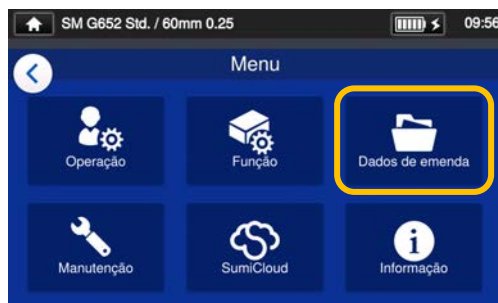 SM G652 Std. / 60mm 0.25 09:56
Menu
Operação Função Dados de emenda
Manutenção SumiCloud Informação